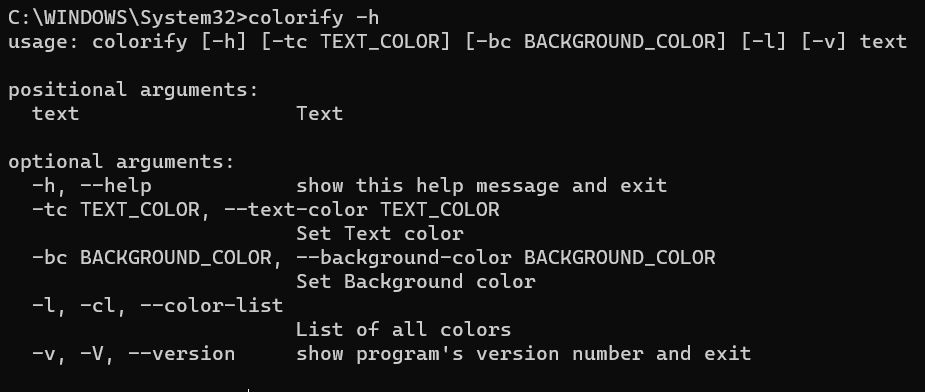 C:\WINDOWS\System32>colorify -h
usage: colorify [-h] [-tc TEXT_COLOR] [-bc BACKGROUND_COLOR] [-l] [-v] text
positional arguments:
  text                  Text
optional arguments:
  -h, --help            show this help message and exit
  -tc TEXT_COLOR, --text-color TEXT_COLOR
                        Set Text color
  -bc BACKGROUND_COLOR, --background-color BACKGROUND_COLOR
                        Set Background color
  -l, -cl, --color-list
                        List of all colors
  -v, -V, --version     show program's version number and exit